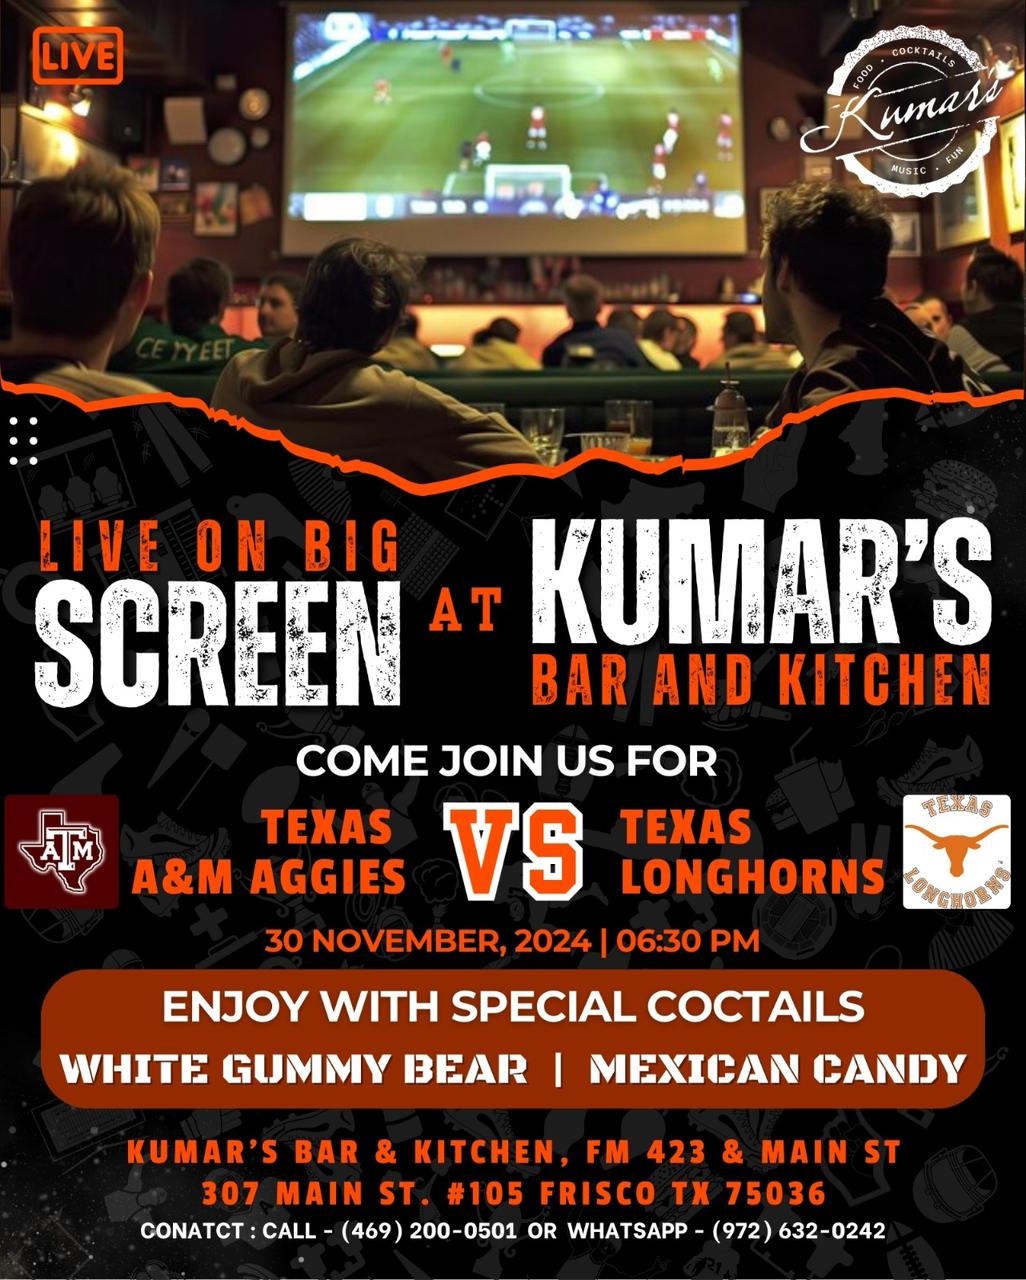 LIVE
FOOD · COCKTAILS
Kumar's
MUSIC · FUN
LIVE ON BIG
SCREEN
AT
KUMAR'S
BAR AND KITCHEN
COME JOIN US FOR
ATM
TEXAS
A&M AGGIES
VS
TEXAS
LONGHORNS
TEXAS
LONGHORNS
30 NOVEMBER, 2024 | 06:30 PM
ENJOY WITH SPECIAL COCTAILS
WHITE GUMMY BEAR | MEXICAN CANDY
KUMAR'S BAR & KITCHEN, FM 423 & MAIN ST
307 MAIN ST. #105 FRISCO TX 75036
CONATCT : CALL - (469) 200-0501 OR WHATSAPP - (972) 632-0242